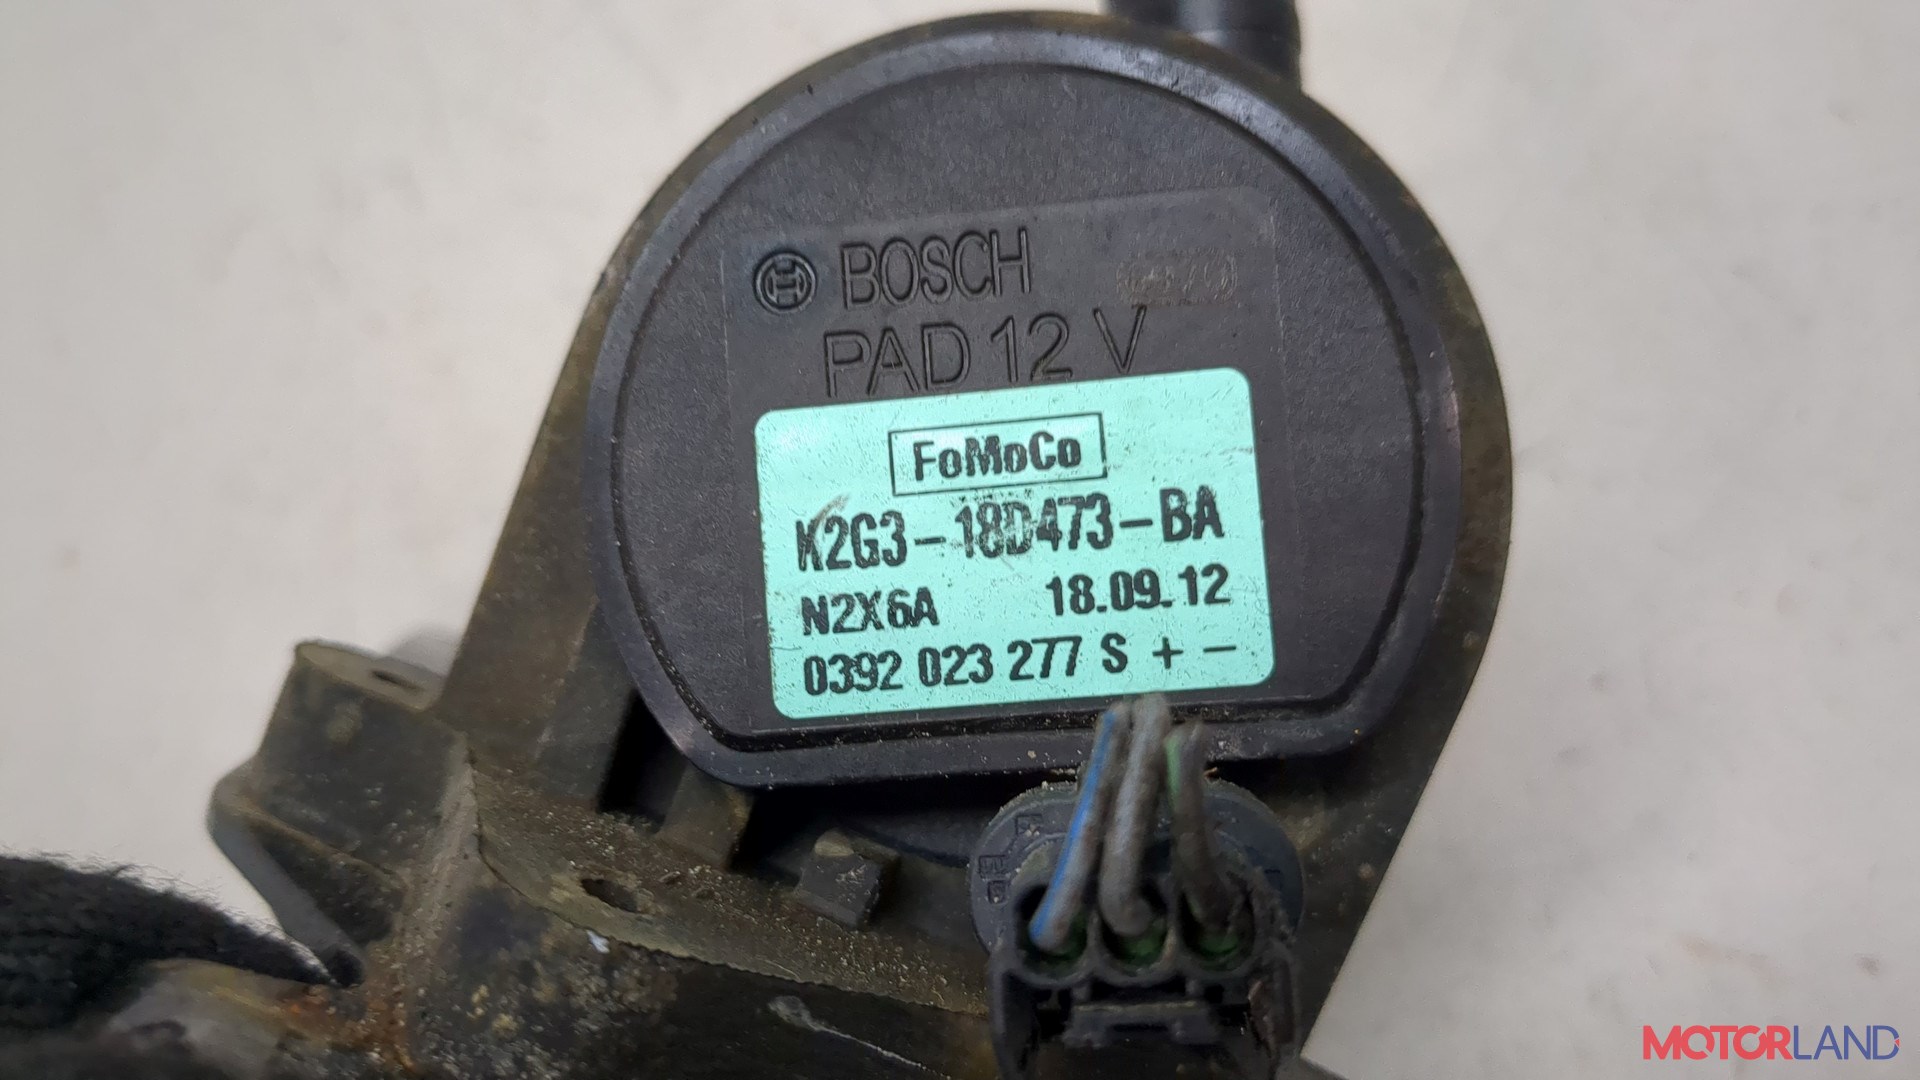 BOSCH
PAD 12 V
FoMoCo
K2G3-18D473-BA
N2X6A 18.09.12
0392 023 277 S + -
MOTORLAND